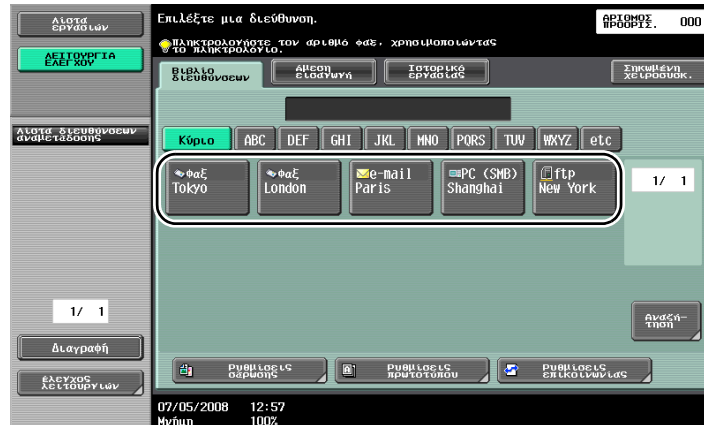 Λίστα
εργασιών
ΛΕΙΤΟΥΡΓΙΑ
ΕΛΕΓΧΟΥ
Λίστα διευθύνσεων
αναμετάδοσης
1/ 1
Διαγραφή
έλεγχος
λειτουργιών
Επιλέξτε μια διεύθυνση.
ΑΡΙΘΜΟΣ
ΠΡΟΟΡΙΣ.
000
Πληκτρολογήστε τον αριθμό φαξ, χρησιμοποιώντας
το πληκτρολόγιο.
Βιβλίο
διευθύνσεων
Άμεση
εισαγωγή
Ιστορικό
εργασίας
Σηκωμένη
χειροσυσκ.
Κύριο
ABC
DEF
GHI
JKL
MNO
PQRS
TUV
WXYZ
etc
Φαξ
Tokyo
Φαξ
London
e-mail
Paris
PC (SMB)
Shanghai
ftp
New York
1/ 1
Αναζή-
τηση
Ρυθμίσεις
σάρωσης
Ρυθμίσεις
πρωτοτύπου
Ρυθμίσεις
επικοινωνίας
07/05/2008 12:57
Μνήμη 100%